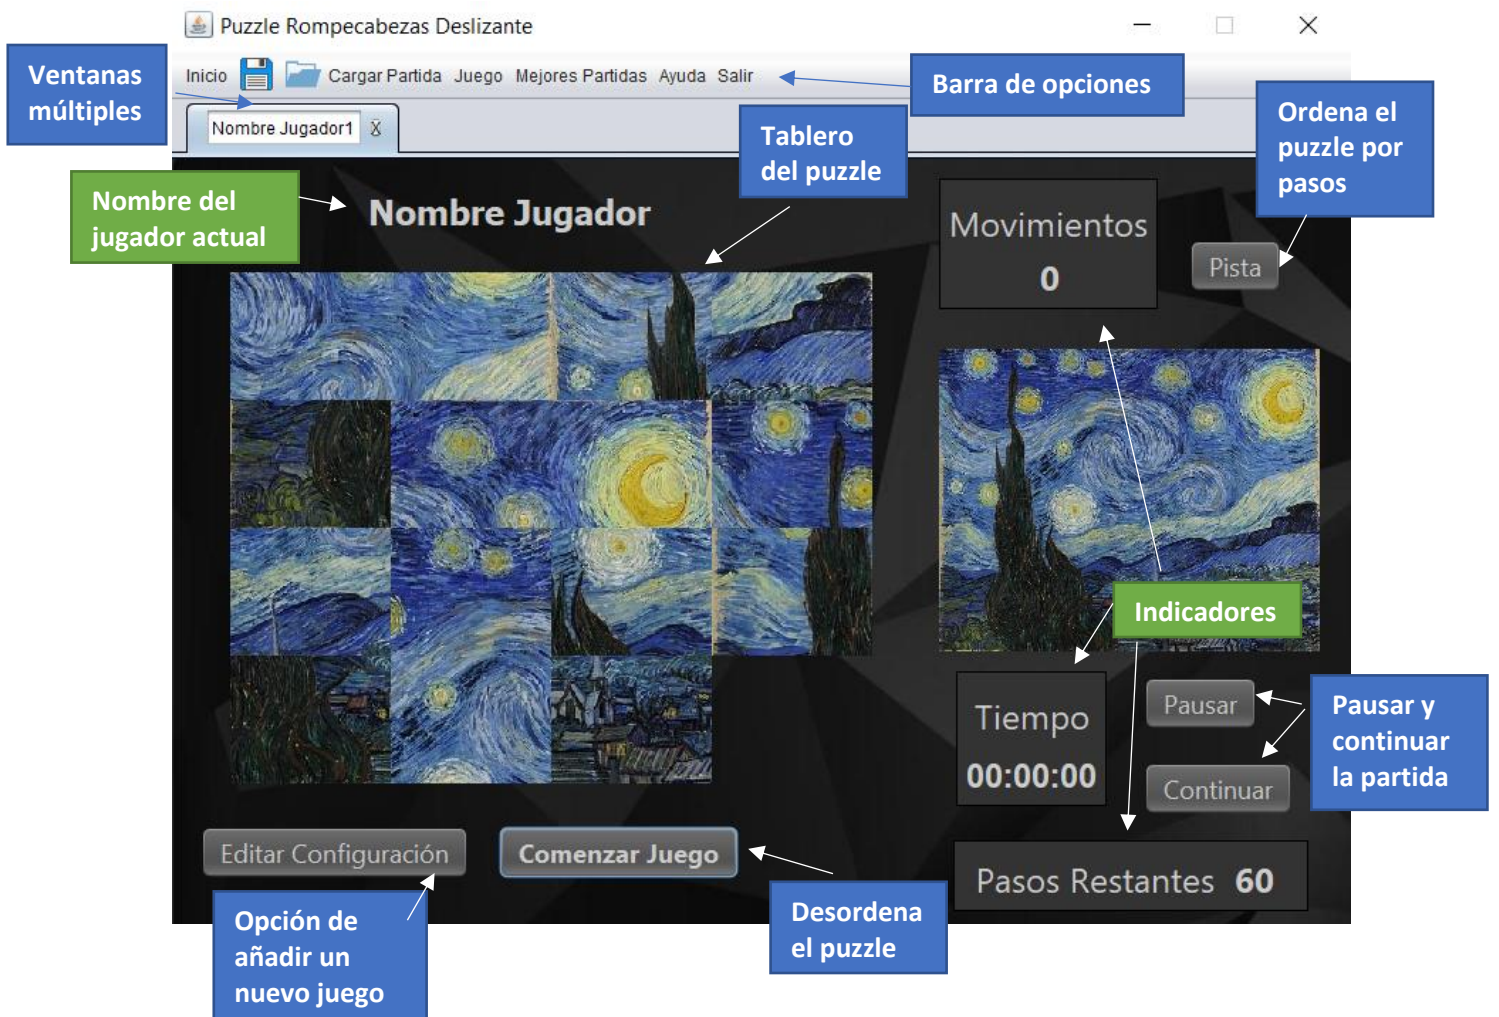 Puzzle Rompecabezas Deslizante
Inicio Cargar Partida Juego Mejores Partidas Ayuda Salir
Ventanas
múltiples
Barra de opciones
Nombre Jugador1 X
Tablero
del puzzle
Ordena el
puzzle por
pasos
Nombre del
jugador actual
Nombre Jugador
Movimientos
0
Pista
Indicadores
Tiempo
00:00:00
Pausar
Continuar
Pausar y
continuar
la partida
Editar Configuración
Comenzar Juego
Pasos Restantes 60
Opción de
añadir un
nuevo juego
Desordena
el puzzle